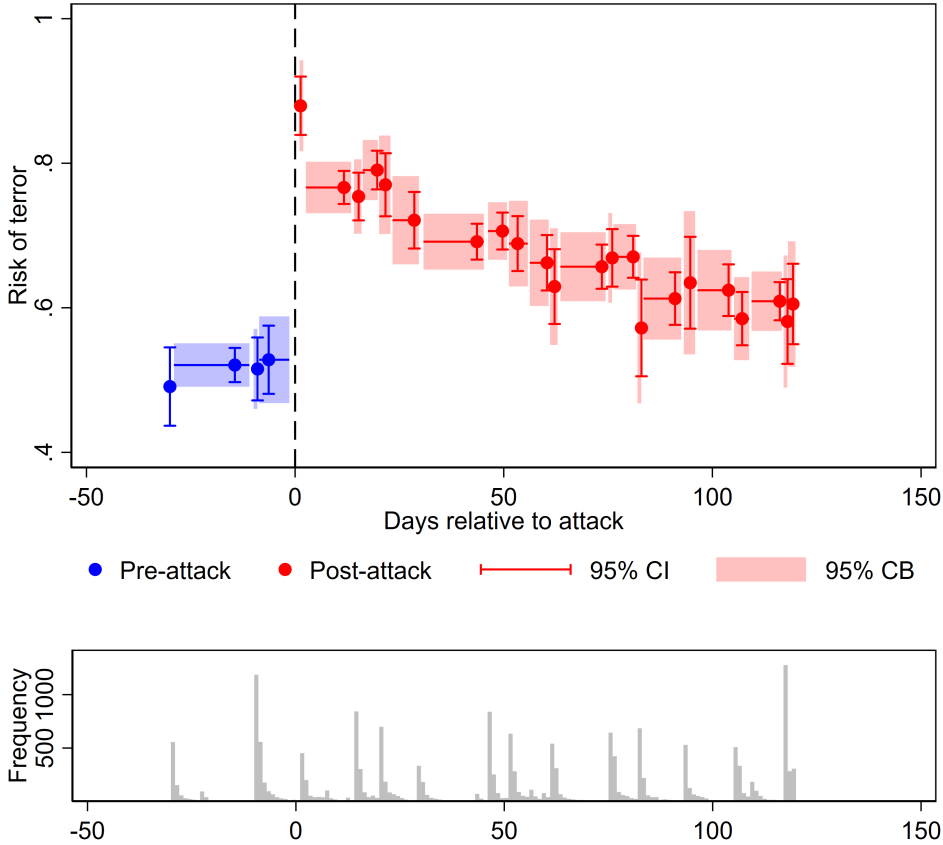 1
.8
.6
.4
Risk of terror
-50 0 50 100 150
Days relative to attack
Pre-attack Post-attack 95% CI 95% CB
1000
500
Frequency
-50 0 50 100 150